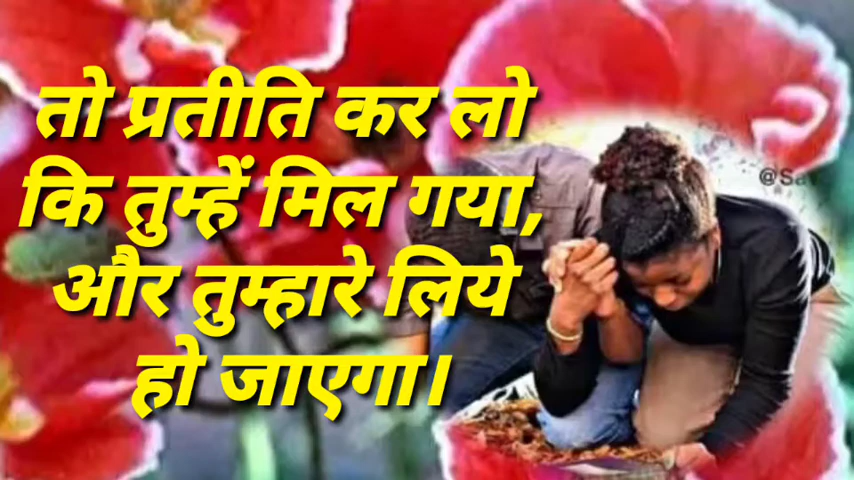 तो प्रतीति कर लो
कि तुम्हें मिल गया,
और तुम्हारे लिये
हो जाएगा।